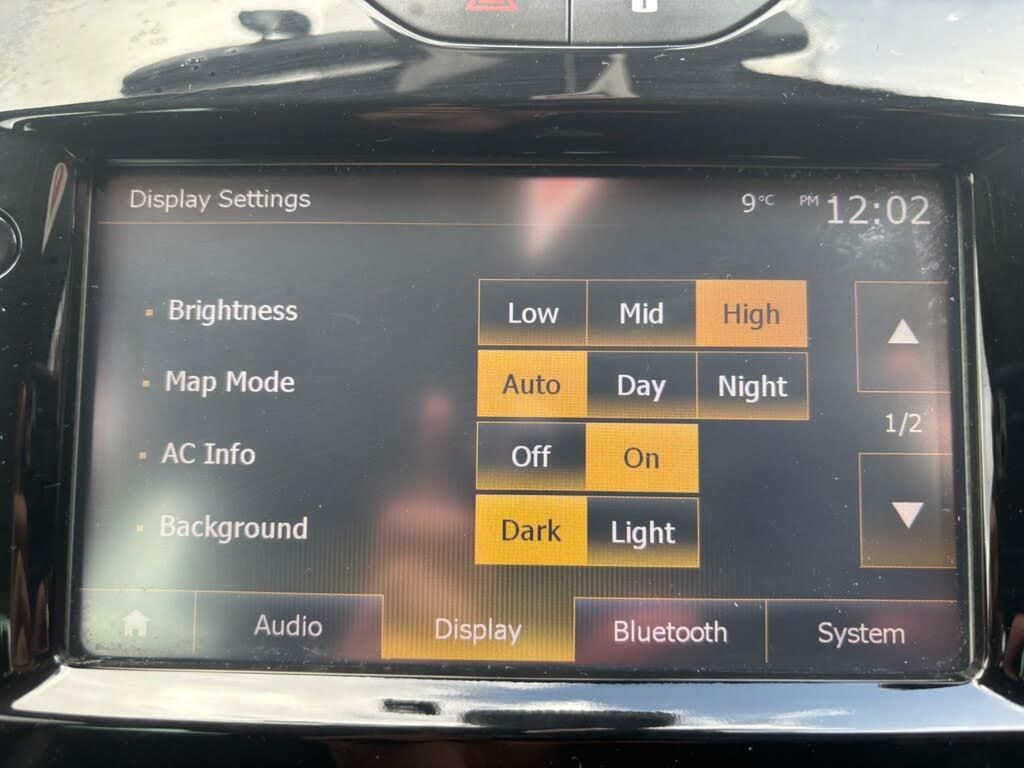 Display Settings 9°C PM 12:02
Brightness Low Mid High
Map Mode Auto Day Night
1/2
AC Info Off On
Background Dark Light
Audio Display Bluetooth System